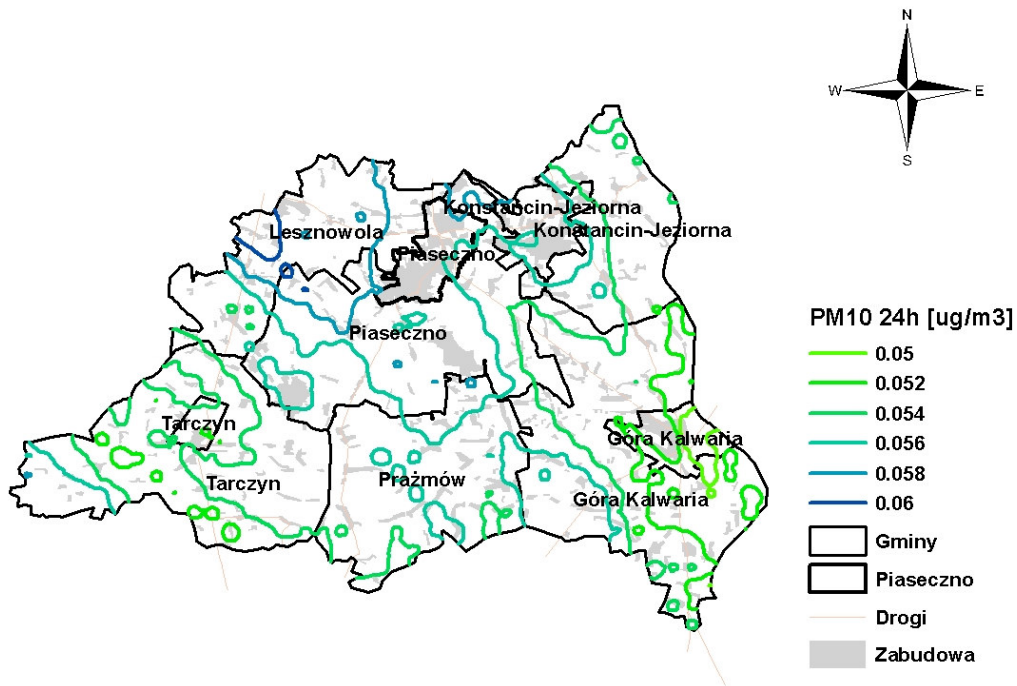 N
W
E
S
Konstancin-Jeziorna
Lesznowola
Konstancin-Jeziorna
Piaseczno
PM10 24h [ug/m3]
Piaseczno
0.05
0.052
0.054
Tarczyn
Góra Kalwaria
0.056
0.058
Tarczyn
Prażmów
Góra Kalwaria
0.06
Gminy
Piaseczno
Drogi
Zabudowa